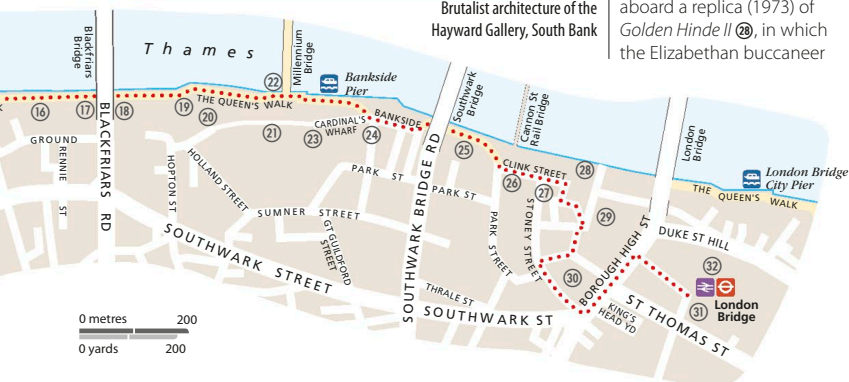 Brutalist architecture of the
Hayward Gallery, South Bank
aboard a replica (1973) of
Golden Hinde II ㉘, in which
the Elizabethan buccaneer
Thames
Blackfriars
Bridge
Millennium
Bridge
Bankside
Pier
Southwark
Bridge
Cannon St
Rail Bridge
London
Bridge
London Bridge
City Pier
THE QUEEN'S WALK
K
16
17
18
19
20
21
22
23
24
25
26
27
28
29
30
31
32
THE QUEEN'S WALK
CARDINAL'S
WHARF
BANKSIDE
CLINK STREET
GROUND
RENNIE
ST
BLACKFRIARS RD
HOPTON ST
HOLLAND STREET
SUMNER STREET
GT GUILDFORD
STREET
PARK ST
PARK ST
PARK STREET
STONEY STREET
SOUTHWARK BRIDGE RD
SOUTHWARK STREET
THRALE ST
SOUTHWARK ST
BOROUGH HIGH ST
KING'S
HEAD YD
ST THOMAS ST
DUKE ST HILL
London
Bridge
0 metres 200
0 yards 200